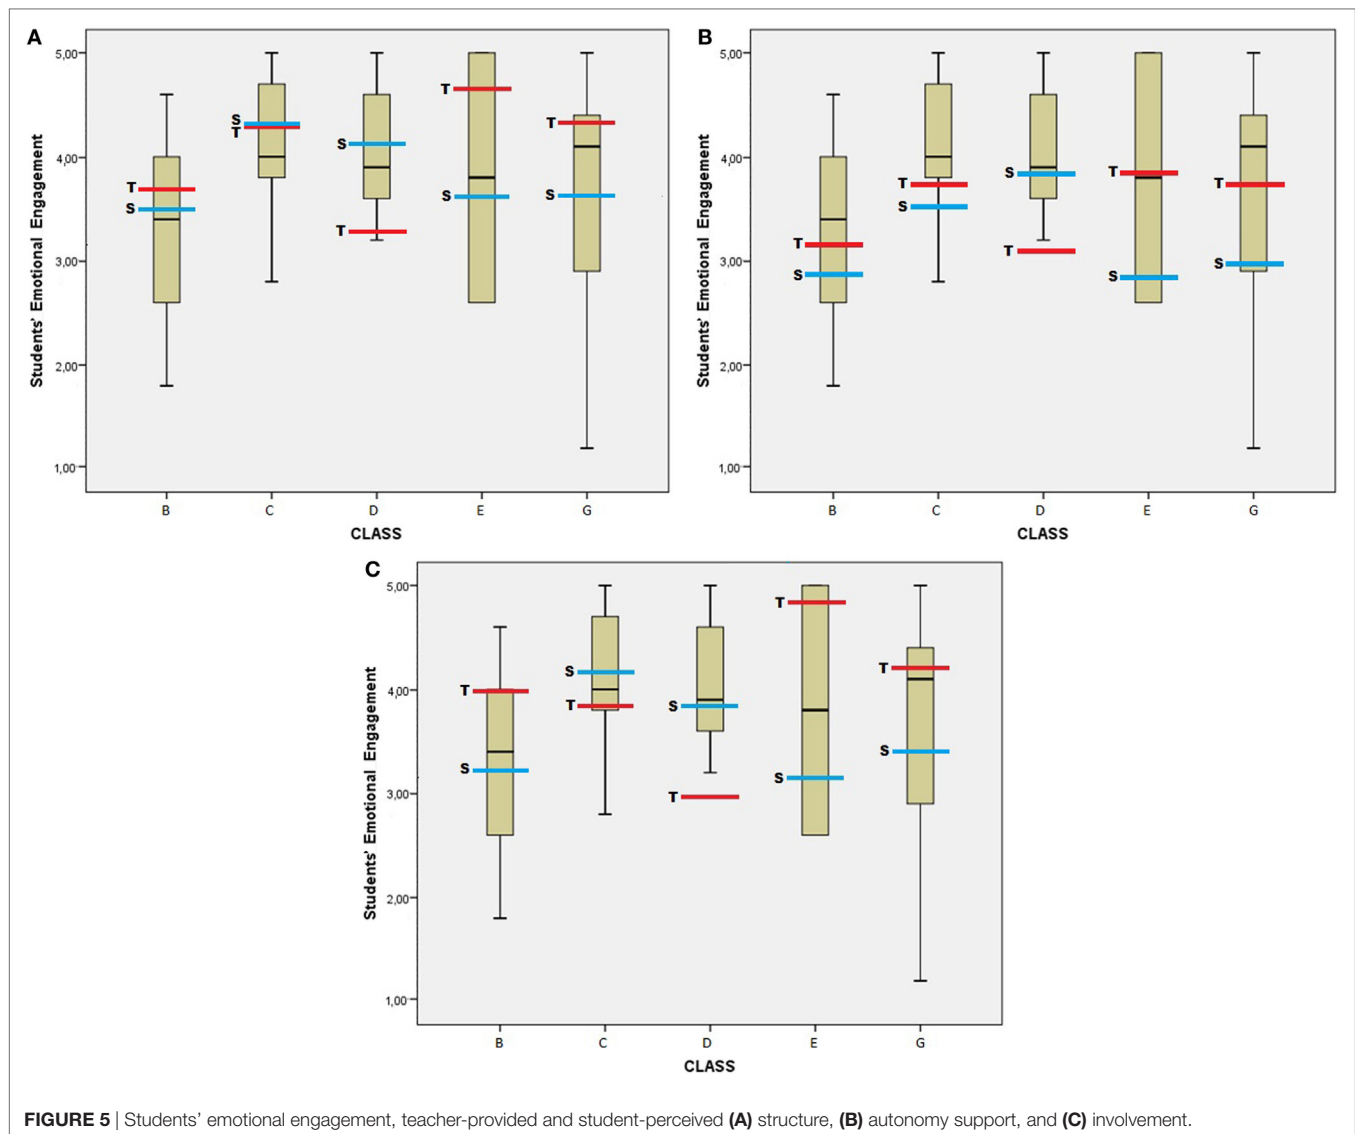 A
5,00
4,00
3,00
2,00
1,00
Students' Emotional Engagement
T
S
S
T
S
T
T
S
T
S
B C D E G
CLASS
B
5,00
4,00
3,00
2,00
1,00
Students' Emotional Engagement
T
S
T
S
S
T
T
S
T
S
B C D E G
CLASS
C
5,00
4,00
3,00
2,00
1,00
Students' Emotional Engagement
T
S
S
T
S
T
T
S
T
S
B C D E G
CLASS
FIGURE 5 | Students' emotional engagement, teacher-provided and student-perceived (A) structure, (B) autonomy support, and (C) involvement.